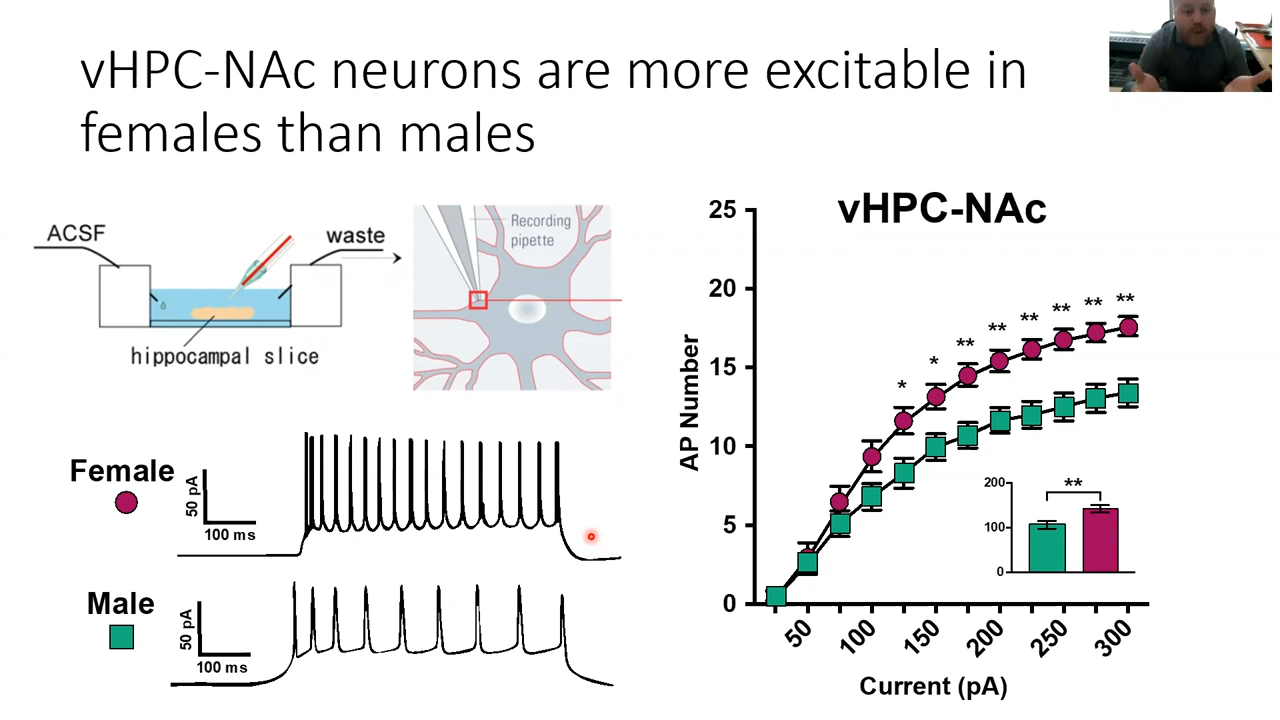 vHPC-NAc neurons are more excitable in
females than males
ACSF
waste
hippocampal slice
Recording
pipette
Female
50 pA
100 ms
Male
50 pA
100 ms
vHPC-NAc
25
20
15
10
5
0
AP Number
* * ** ** ** ** ** **
50 100 150 200 250 300
Current (pA)
200
100
0
**